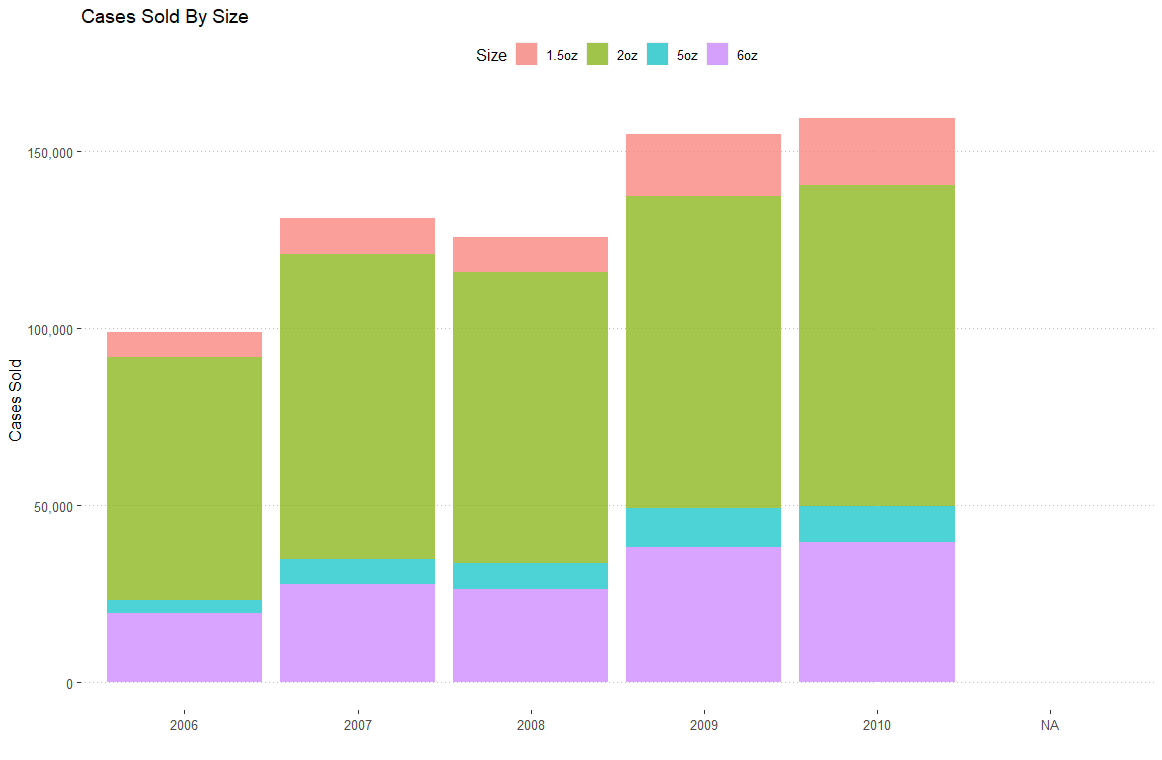 Cases Sold By Size
Size 1.5oz 2oz 5oz 6oz
Cases Sold
150,000
100,000
50,000
0
2006 2007 2008 2009 2010 NA